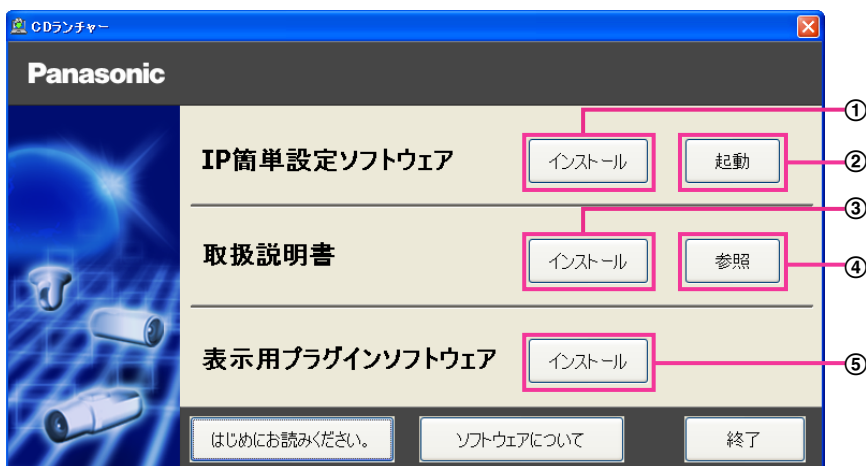 CDランチャー
Panasonic
①
IP簡単設定ソフトウェア インストール 起動 ②
③
取扱説明書 インストール 参照 ④
表示用プラグインソフトウェア インストール ⑤
はじめにお読みください。 ソフトウェアについて 終了